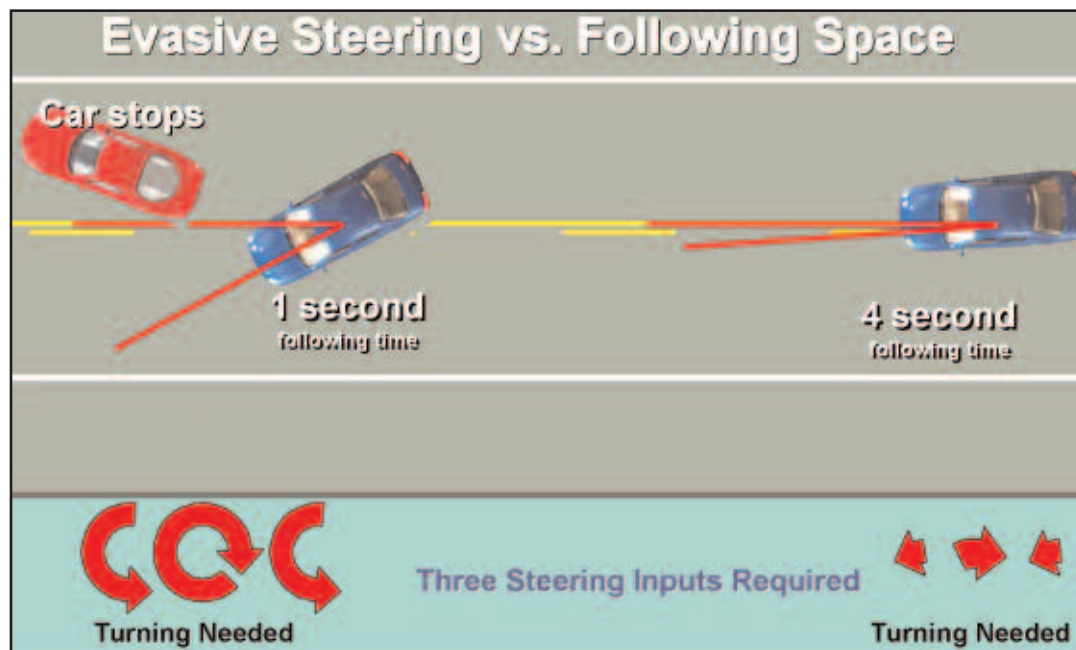 Evasive Steering vs. Following Space
Car stops
1 second
following time
4 second
following time
Three Steering Inputs Required
Turning Needed
Turning Needed